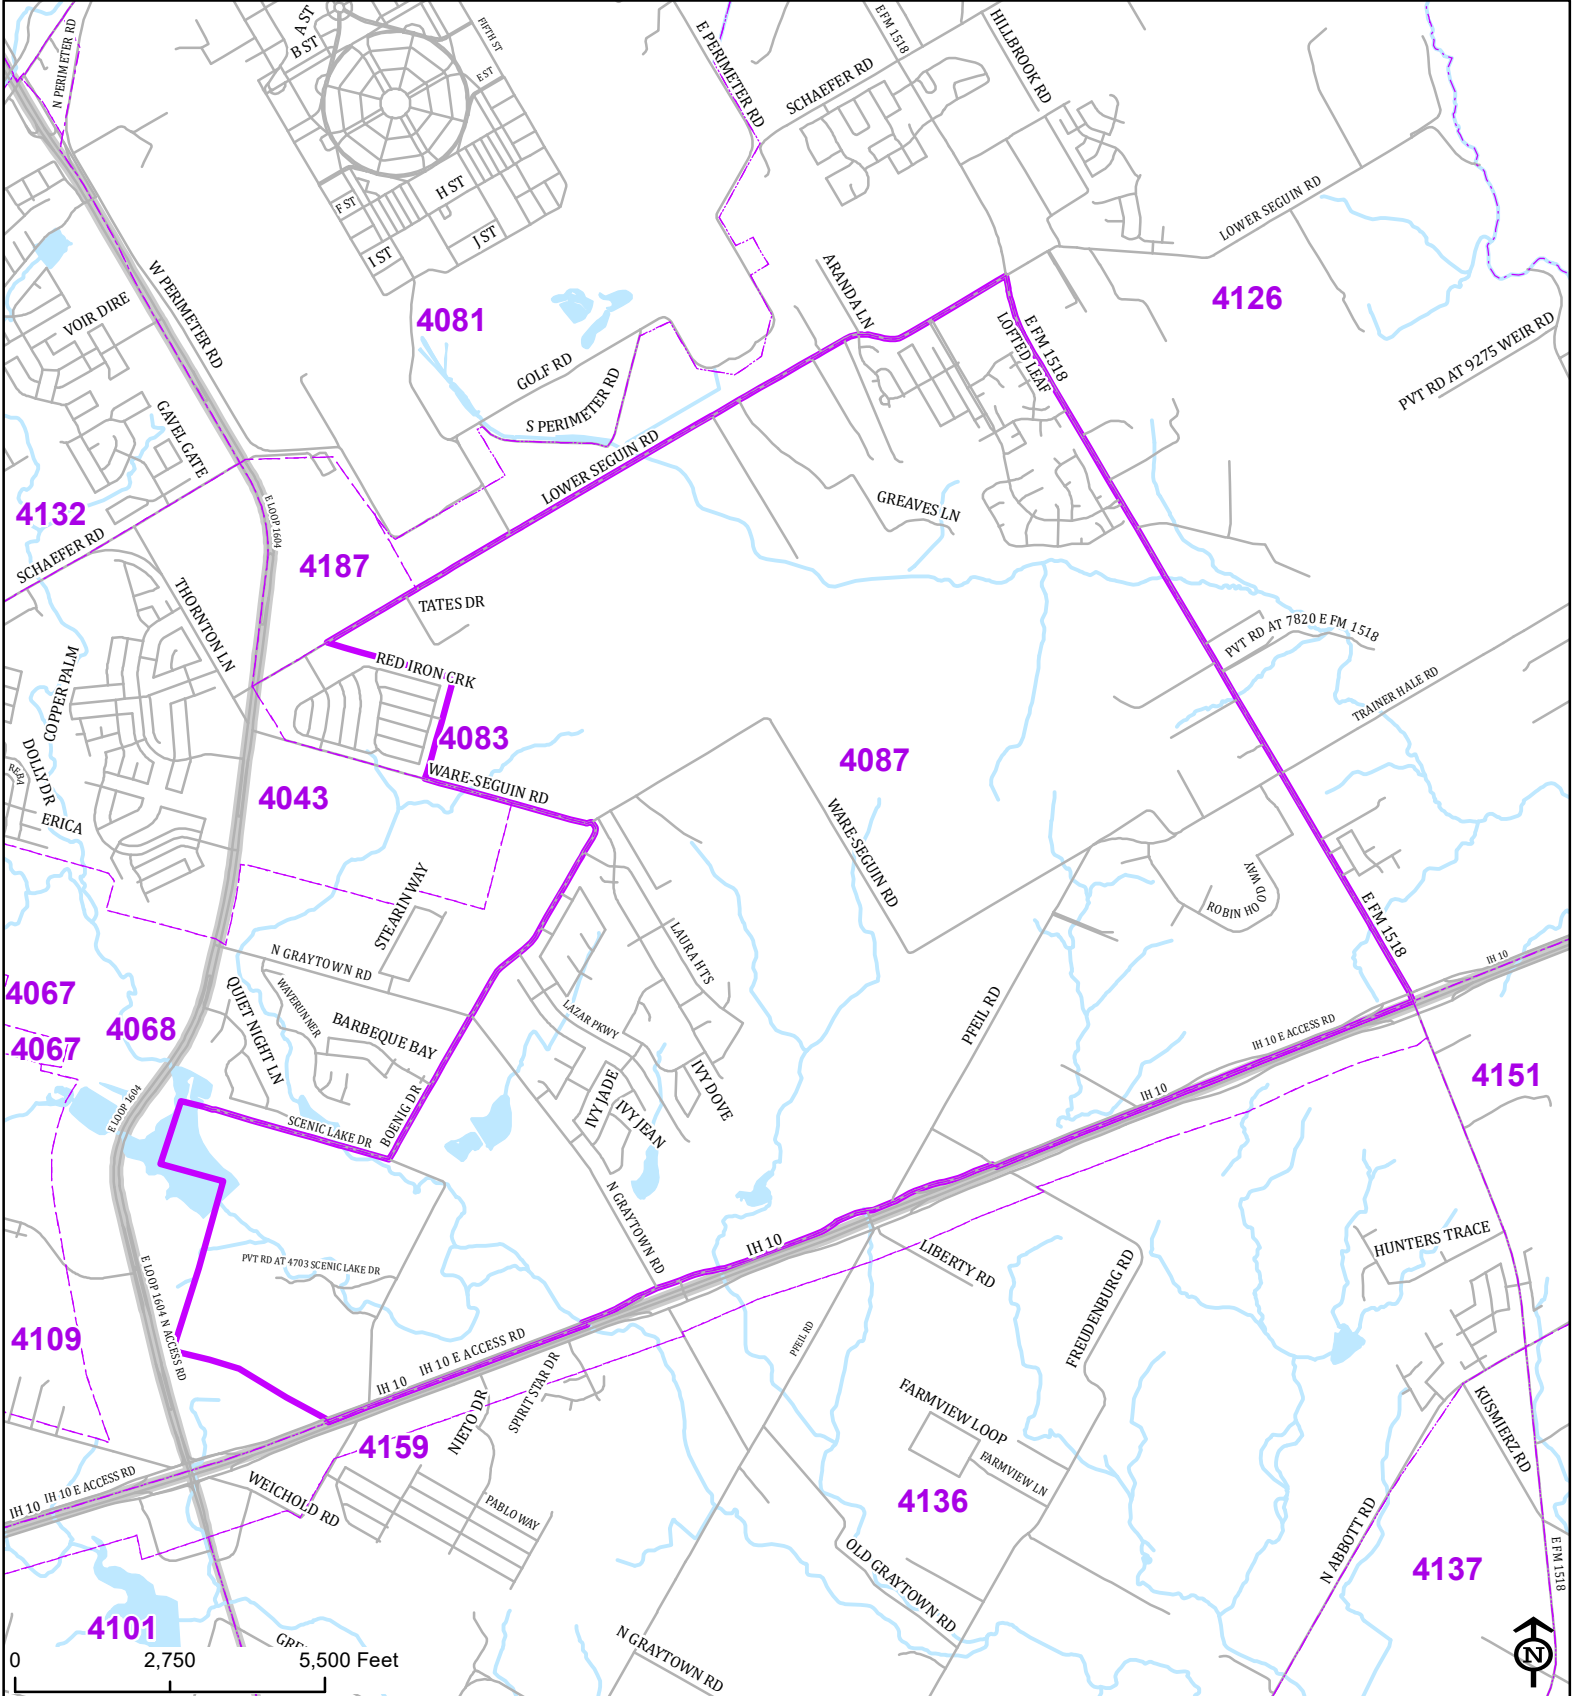 N PERIMETER RD
A ST
B ST
FIFTH ST
E ST
F ST
H ST
I ST
J ST
E PERIMETER RD
SCHAEFER RD
E FM 1518
HILLBROOK RD
LOWER SEGUIN RD
VOIR DIRE
W PERIMETER RD
4081
ARANDA LN
4126
E FM 1518
LOFTED LEAF
PVT RD AT 9275 WEIR RD
GOLF RD
S PERIMETER RD
GAVEL GATE
LOWER SEGUIN RD
4132
E LOOP 1604
GREAVES LN
SCHAEFER RD
4187
THORNTON LN
TATES DR
PVT RD AT 7820 E FM 1518
RED IRON CRK
TRAINER HALE RD
COPPER PALM
4083
4087
DOLLY DR
REBA
WARE-SEGUIN RD
4043
ERICA
WARE-SEGUIN RD
STEARIN WAY
ROBIN HO
OD WAY
E FM 1518
N GRAYTOWN RD
LAURA HTS
IH 10
4067
QUIET NIGHT LN
WAVERUNNER
4068
BARBEQUE BAY
LAZAR PKWY
PFEIL RD
IH 10 E ACCESS RD
4067
IVY DOVE
4151
E LOOP 1604
BOENIG DR
IVY JADE
IVY JEAN
IH 10
SCENIC LAKE DR
N GRAYTOWN RD
HUNTERS TRACE
IH 10
LIBERTY RD
PVT RD AT 4703 SCENIC LAKE DR
FREUDENBURG RD
E LOOP 1604 N ACCESS RD
4109
PFEIL RD
IH 10 E ACCESS RD
IH 10
SPIRIT STAR DR
NIETO DR
FARMVIEW LOOP
KUSMIERZ RD
4159
FARMVIEW LN
IH 10
IH 10 E ACCESS RD
WEICHOLD RD
PABLO WAY
4136
N ABBOTT RD
OLD GRAYTOWN RD
4137
E FM 1518
4101
N GRAYTOWN RD
GRE
0 2,750 5,500 Feet
N